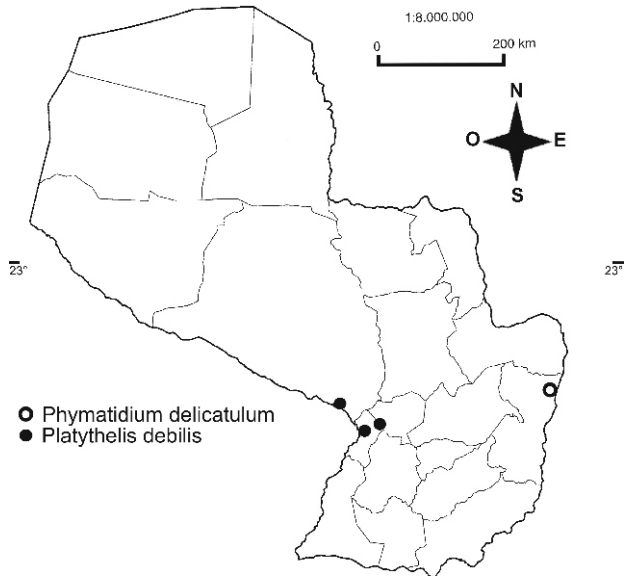 1:8.000.000
0 200 km
N
O E
S
23° 23°
Phymatidium delicatulum
Platythelis debilis